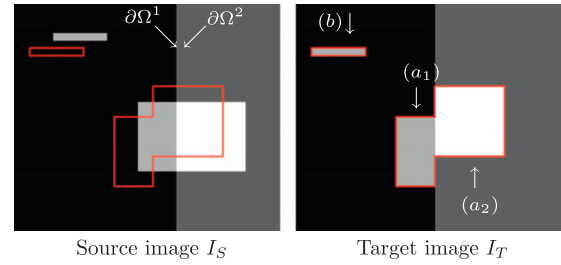 ∂Ω¹ ∂Ω²
(b)
(a₁)
(a₂)
Source image I_S
Target image I_T